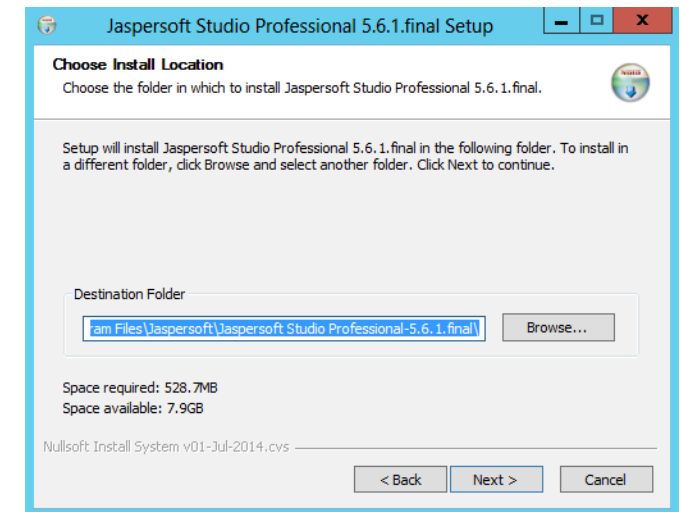 Jaspersoft Studio Professional 5.6.1.final Setup
Choose Install Location
Choose the folder in which to install Jaspersoft Studio Professional 5.6.1.final.
Setup will install Jaspersoft Studio Professional 5.6.1.final in the following folder. To install in
a different folder, click Browse and select another folder. Click Next to continue.
Destination Folder
ram Files\Jaspersoft\Jaspersoft Studio Professional-5.6.1.final\
Browse...
Space required: 528.7MB
Space available: 7.9GB
Nullsoft Install System v01-Jul-2014.cvs
< Back
Next >
Cancel